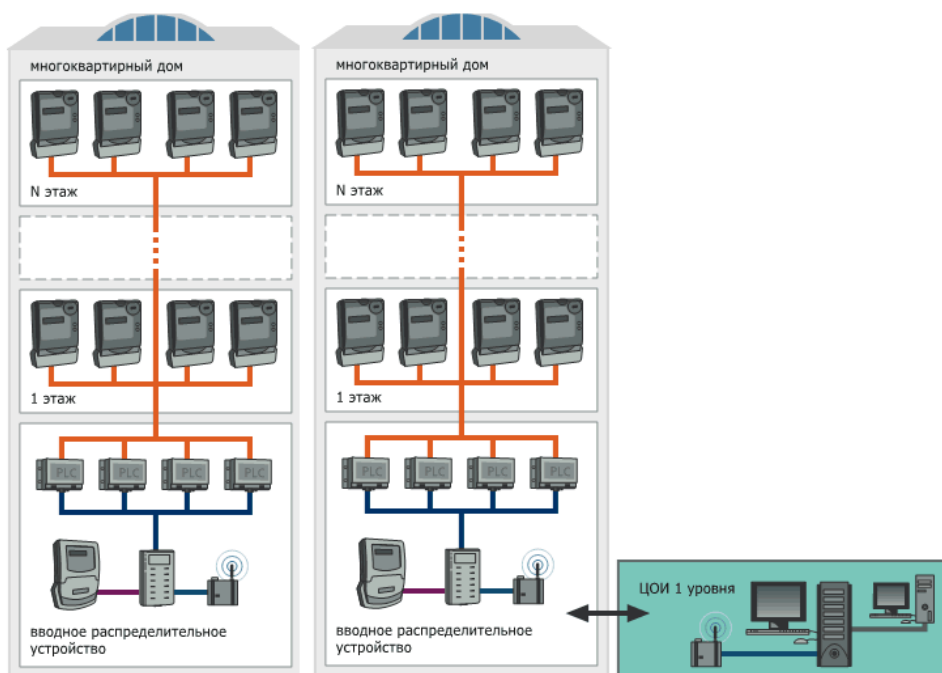 многоквартирный дом
N этаж
1 этаж
PLC PLC PLC PLC
вводное распределительное
устройство
многоквартирный дом
N этаж
1 этаж
PLC PLC PLC PLC
вводное распределительное
устройство
ЦОИ 1 уровня